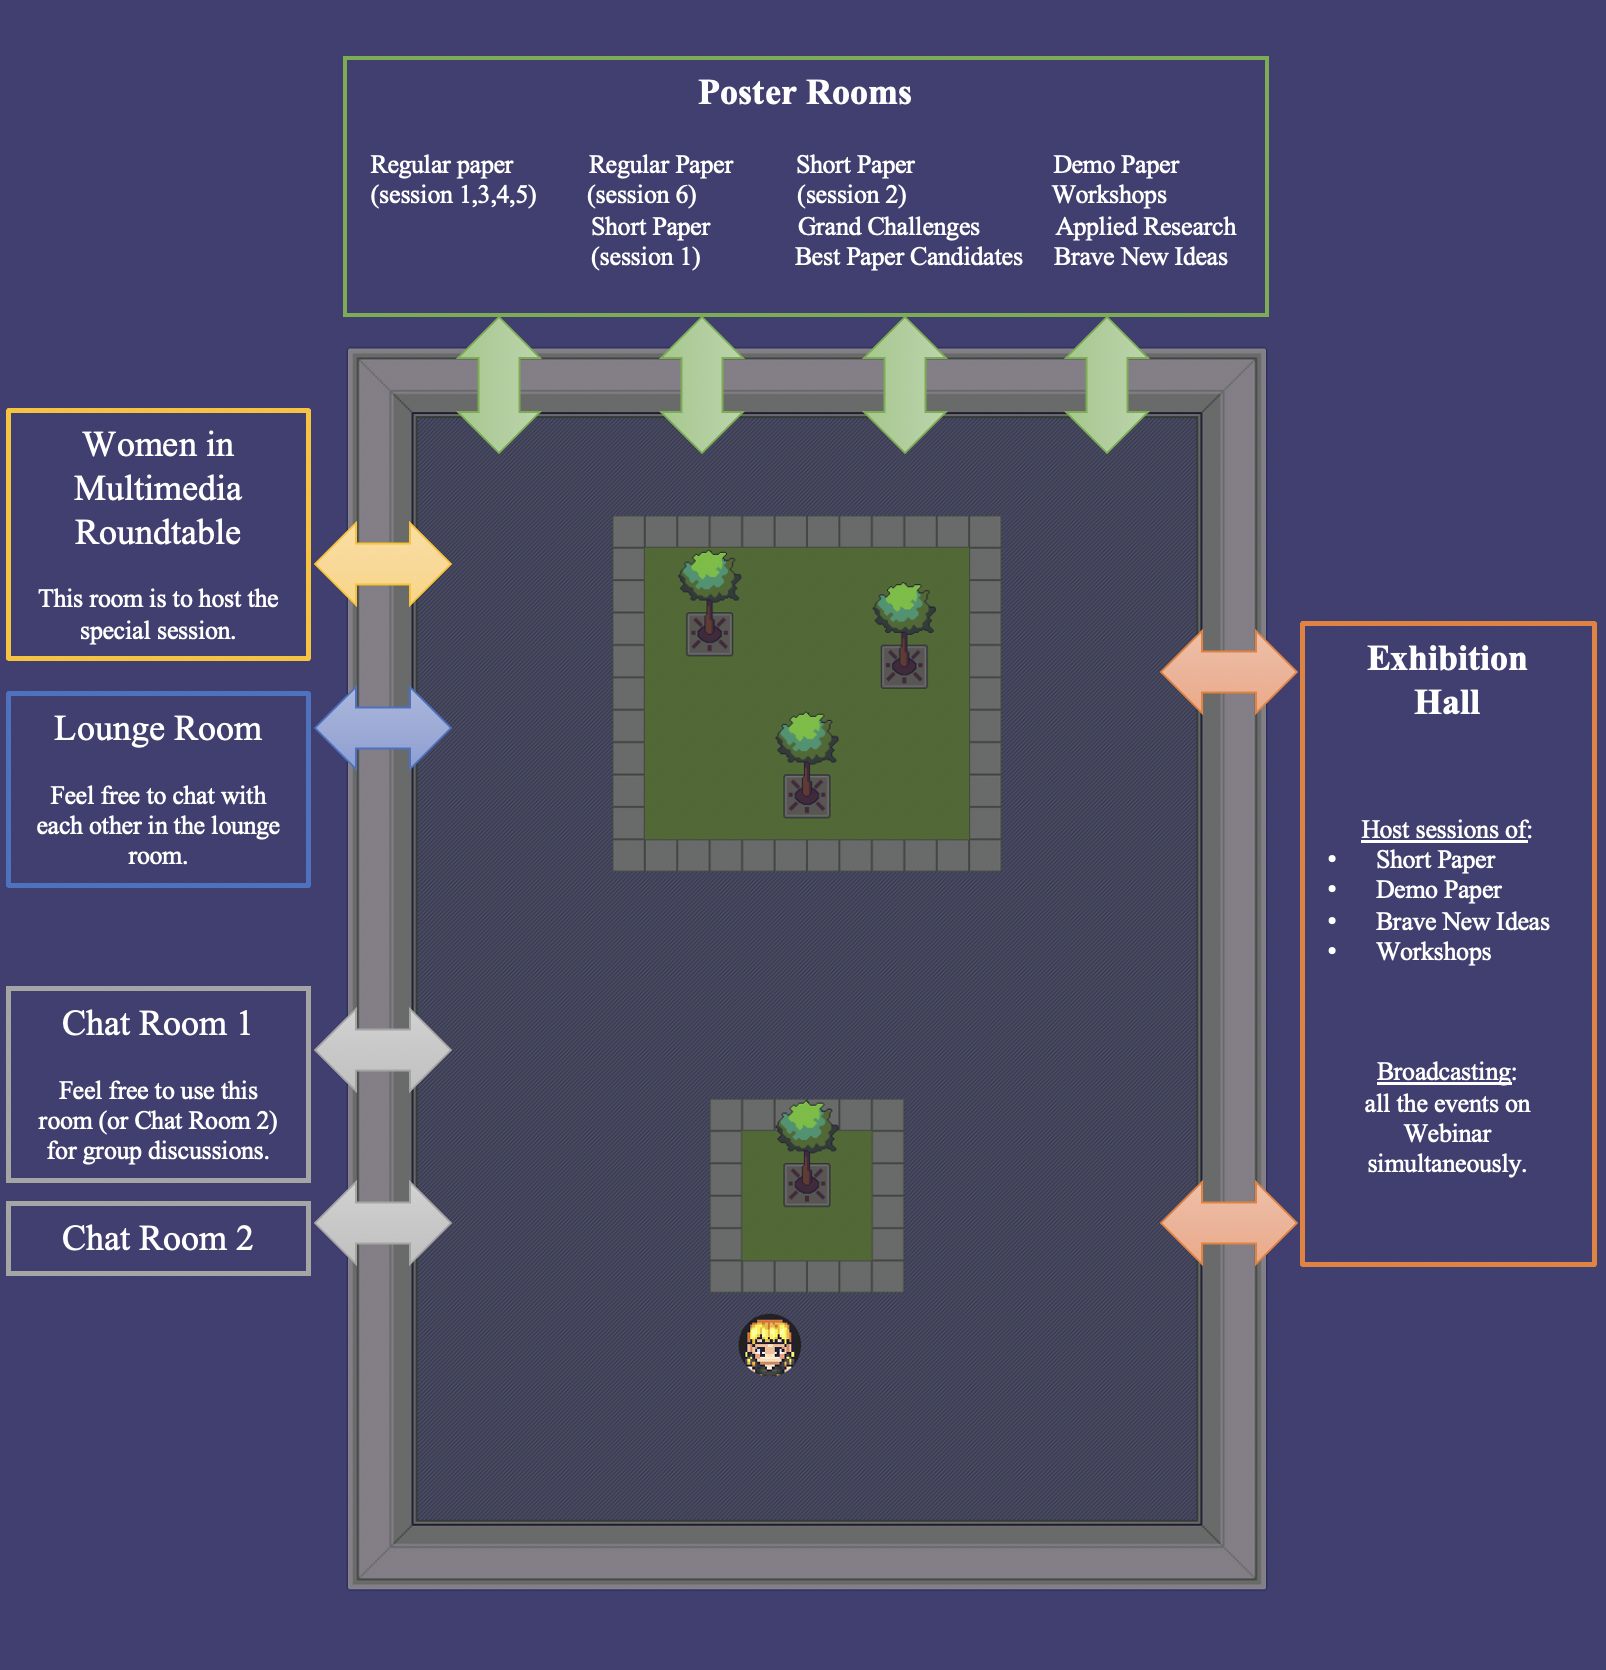 Poster Rooms
Regular paper
(session 1,3,4,5)
Regular Paper
(session 6)
Short Paper
(session 1)
Short Paper
(session 2)
Grand Challenges
Best Paper Candidates
Demo Paper
Workshops
Applied Research
Brave New Ideas
Women in
Multimedia
Roundtable
This room is to host the
special session.
Lounge Room
Feel free to chat with
each other in the lounge
room.
Chat Room 1
Feel free to use this
room (or Chat Room 2)
for group discussions.
Chat Room 2
Exhibition
Hall
Host sessions of:
• Short Paper
• Demo Paper
• Brave New Ideas
• Workshops
Broadcasting:
all the events on
Webinar
simultaneously.